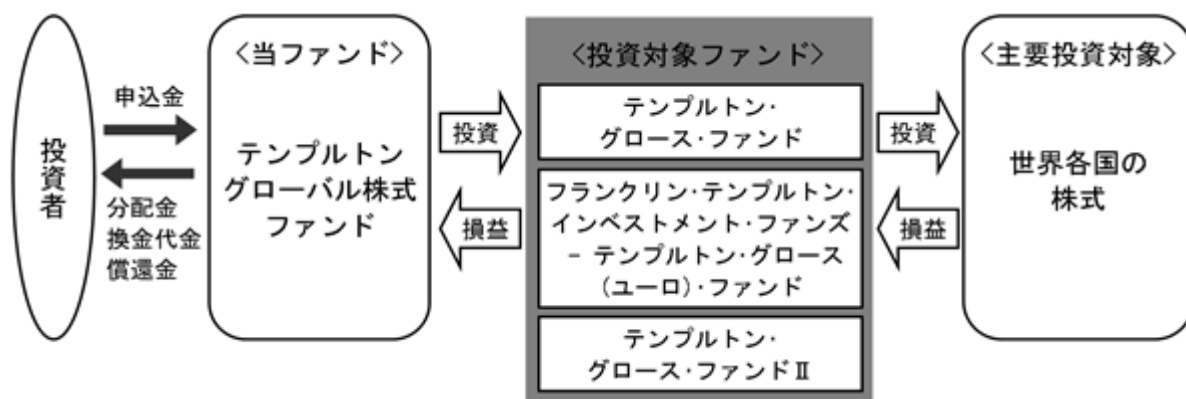 投資者
申込金
分配金
換金代金
償還金
〈当ファンド〉
テンプルトン
グローバル株式
ファンド
投資
損益
〈投資対象ファンド〉
テンプルトン・
グロース・ファンド
フランクリン・テンプルトン・
インベストメント・ファンズ
－ テンプルトン・グロース
(ユーロ)・ファンド
テンプルトン・
グロース・ファンドⅡ
投資
損益
〈主要投資対象〉
世界各国の
株式